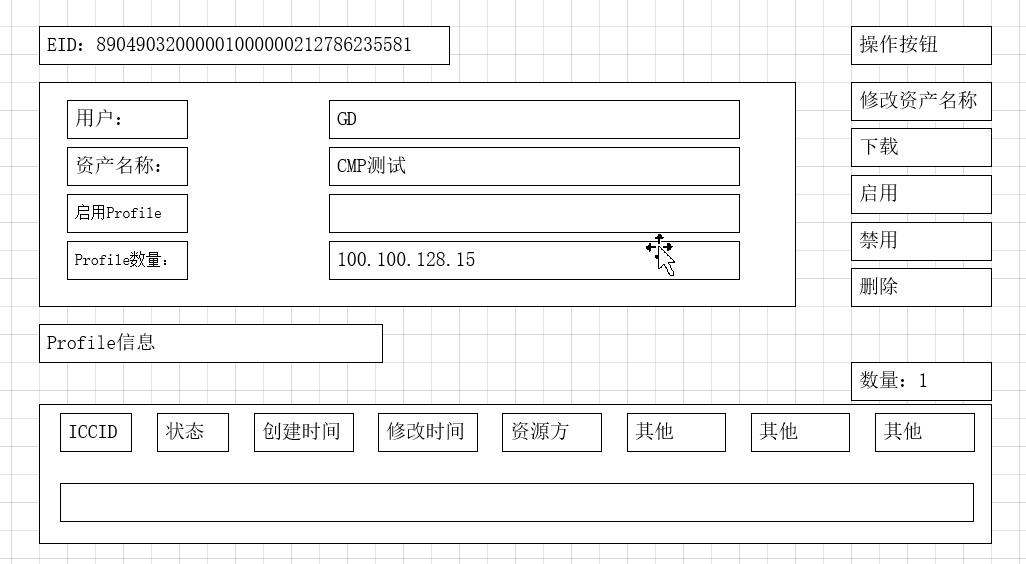 EID：89049032000001000000212786235581
操作按钮
用户：
GD
修改资产名称
资产名称：
CMP测试
下载
启用Profile
启用
Profile数量：
100.100.128.15
禁用
删除
Profile信息
数量：1
ICCID 状态 创建时间 修改时间 资源方 其他 其他 其他